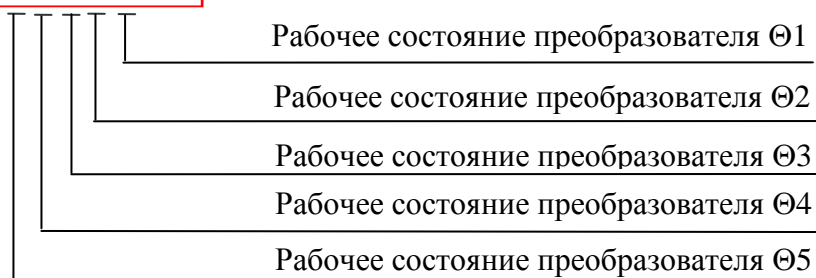 Рабочее состояние преобразователя Θ1
Рабочее состояние преобразователя Θ2
Рабочее состояние преобразователя Θ3
Рабочее состояние преобразователя Θ4
Рабочее состояние преобразователя Θ5